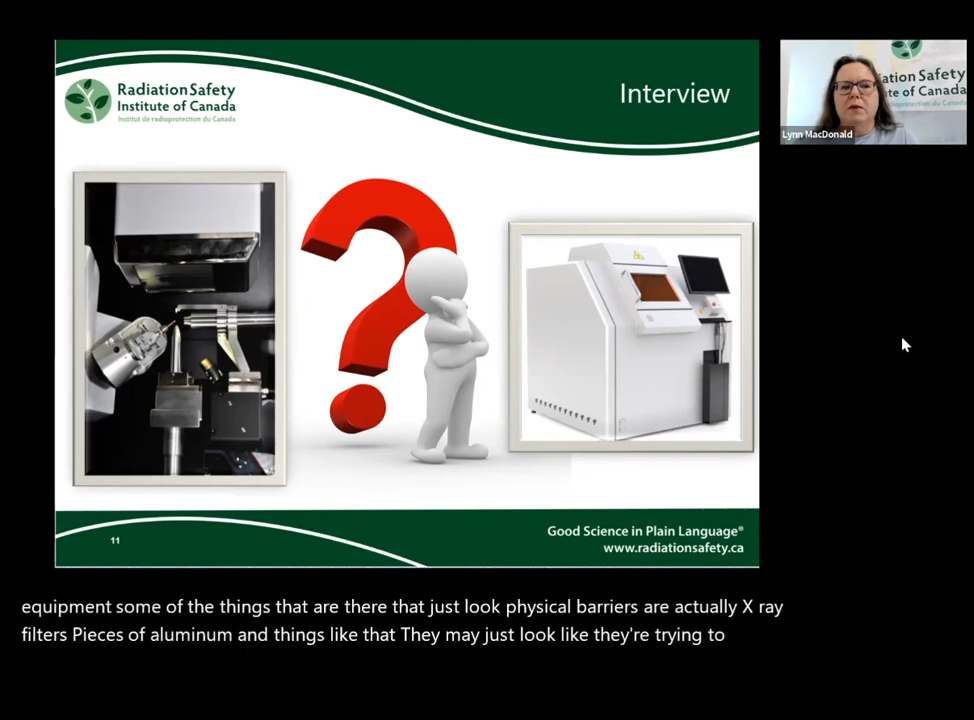 Radiation Safety
Institute of Canada
Institut de radioprotection du Canada
Interview
Radiation Safety
Lynn MacDonald
11
Good Science in Plain Language®
www.radiationsafety.ca
equipment some of the things that are there that just look physical barriers are actually X ray
filters Pieces of aluminum and things like that They may just look like they're trying to